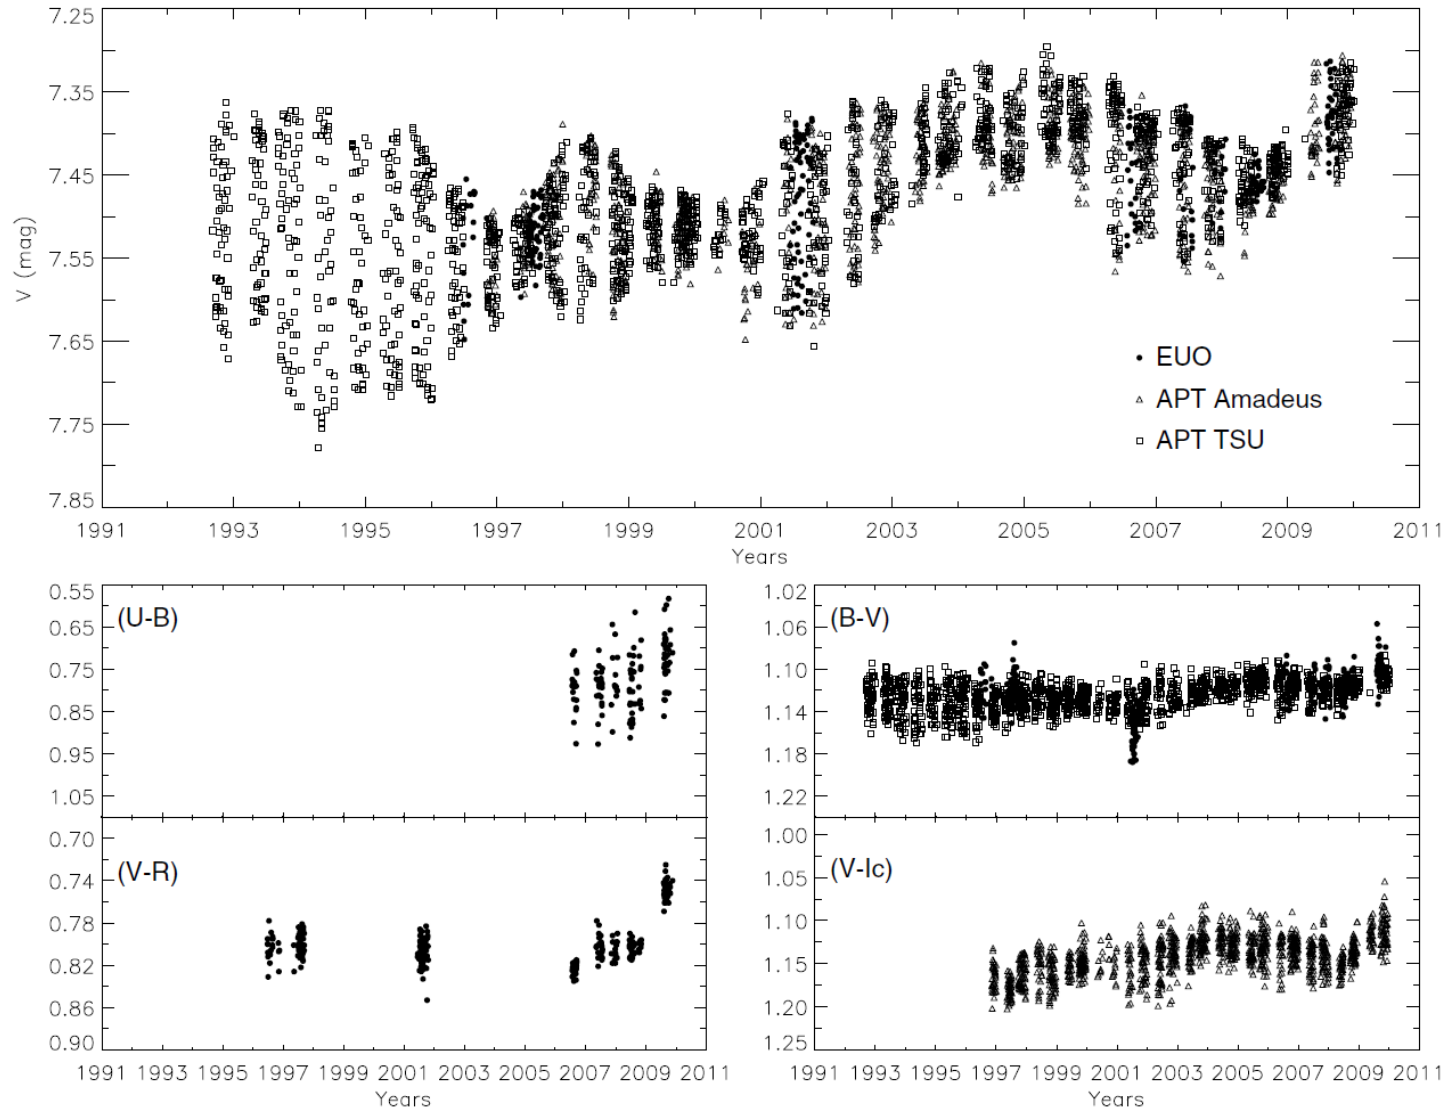 7.25
7.35
7.45
7.55
7.65
7.75
7.85
V (mag)
EUO
APT Amadeus
APT TSU
1991 1993 1995 1997 1999 2001 2003 2005 2007 2009 2011
Years
(U-B)
0.55
0.65
0.75
0.85
0.95
1.05
(B-V)
1.02
1.06
1.10
1.14
1.18
1.22
(V-R)
0.70
0.74
0.78
0.82
0.86
0.90
1991 1993 1995 1997 1999 2001 2003 2005 2007 2009 2011
Years
(V-Ic)
1.00
1.05
1.10
1.15
1.20
1.25
1991 1993 1995 1997 1999 2001 2003 2005 2007 2009 2011
Years